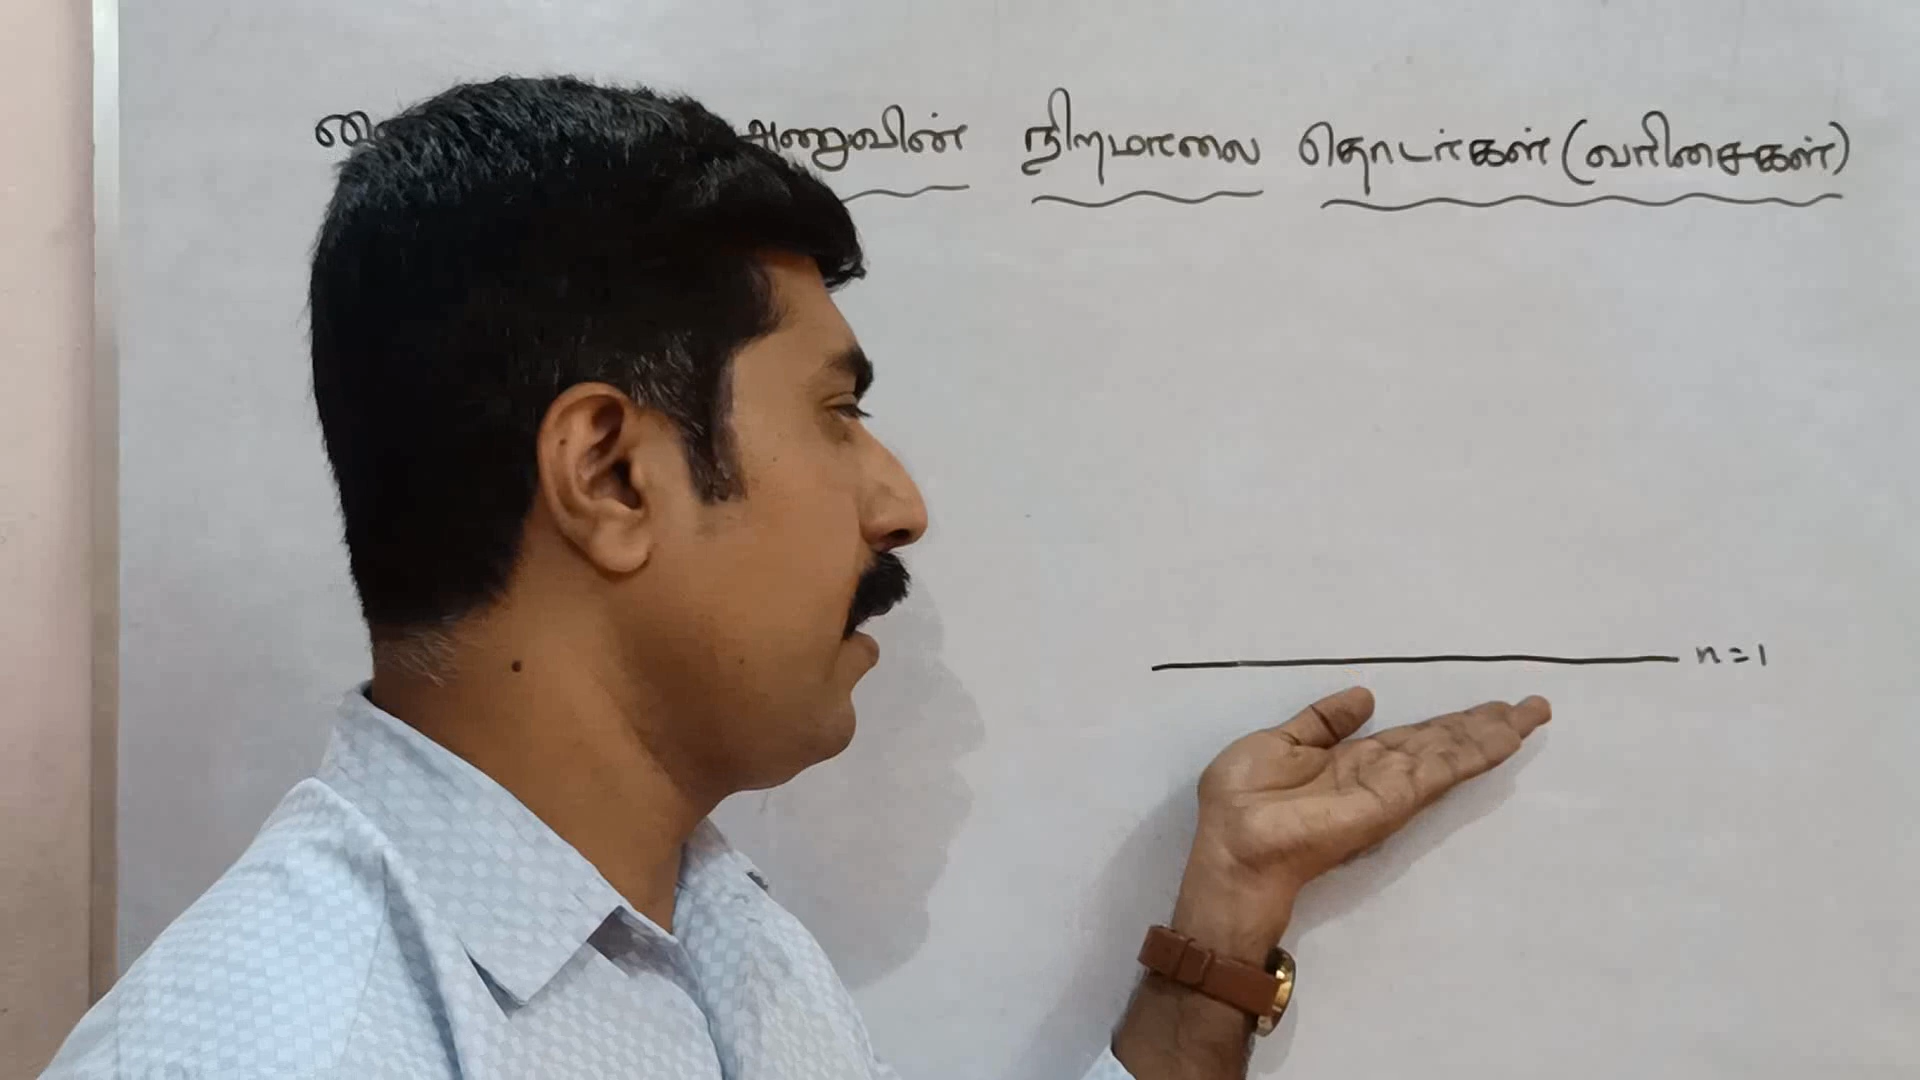 அணுவின் நிறமாலை தொடர்கள் (வரிசைகள்)
n = 1